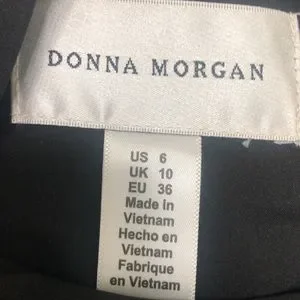 DONNA MORGAN
US 6
UK 10
EU 36
Made in
Vietnam
Hecho en
Vietnam
Fabrique
en Vietnam